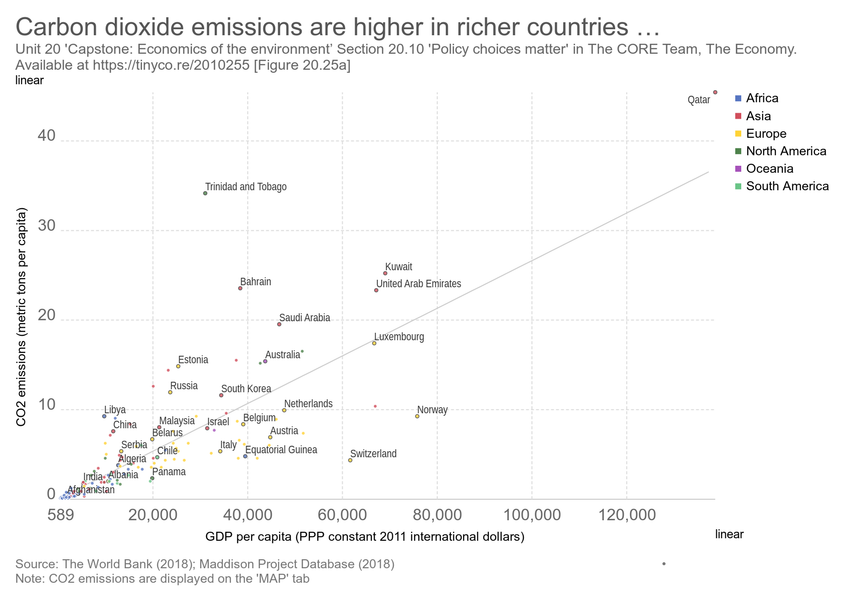 Carbon dioxide emissions are higher in richer countries …
Unit 20 'Capstone: Economics of the environment' Section 20.10 'Policy choices matter' in The CORE Team, The Economy.
Available at https://tinyco.re/2010255 [Figure 20.25a]
linear
Qatar
Africa
Asia
Europe
North America
Oceania
South America
40
Trinidad and Tobago
30
Kuwait
Bahrain
United Arab Emirates
20
Saudi Arabia
Luxembourg
Australia
Estonia
Russia
South Korea
10
Netherlands
Libya
Norway
China
Malaysia
Israel
Belgium
Belarus
Austria
Serbia
Chile
Italy
Equatorial Guinea
Switzerland
Algeria
India
Albania
Panama
Afghanistan
0
CO2 emissions (metric tons per capita)
589
20,000
40,000
60,000
80,000
100,000
120,000
GDP per capita (PPP constant 2011 international dollars)
linear
Source: The World Bank (2018); Maddison Project Database (2018)
Note: CO2 emissions are displayed on the 'MAP' tab